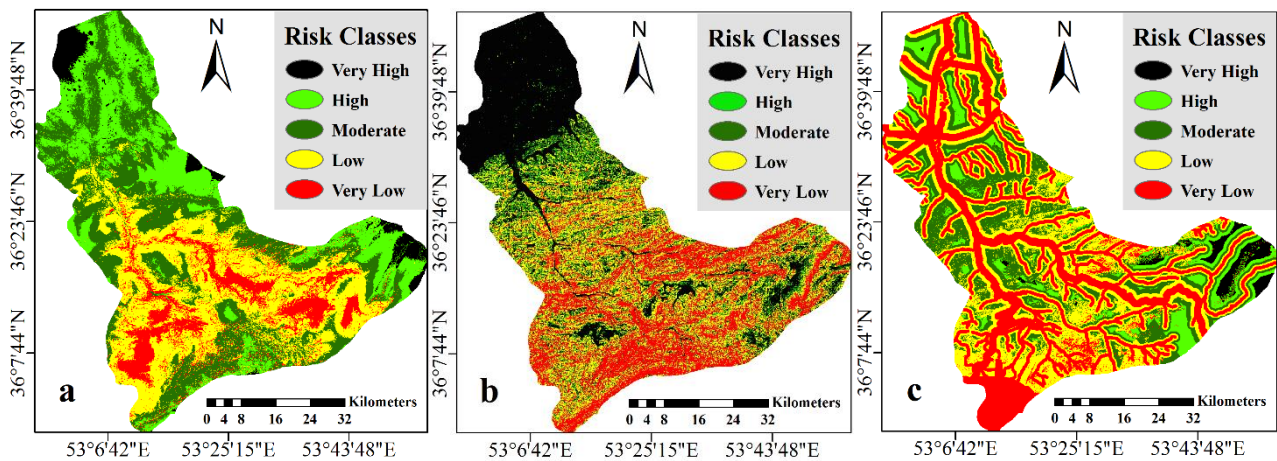 N
Risk Classes
Very High
High
Moderate
Low
Very Low
36°39'48"N
36°23'46"N
36°7'44"N
a
Kilometers
0 4 8 16 24 32
53°6'42"E 53°25'15"E 53°43'48"E
N
Risk Classes
Very High
High
Moderate
Low
Very Low
36°39'48"N
36°23'46"N
36°7'44"N
b
Kilometers
0 4 8 16 24 32
53°6'42"E 53°25'15"E 53°43'48"E
N
Risk Classes
Very High
High
Moderate
Low
Very Low
36°39'48"N
36°23'46"N
36°7'44"N
c
Kilometers
0 4 8 16 24 32
53°6'42"E 53°25'15"E 53°43'48"E